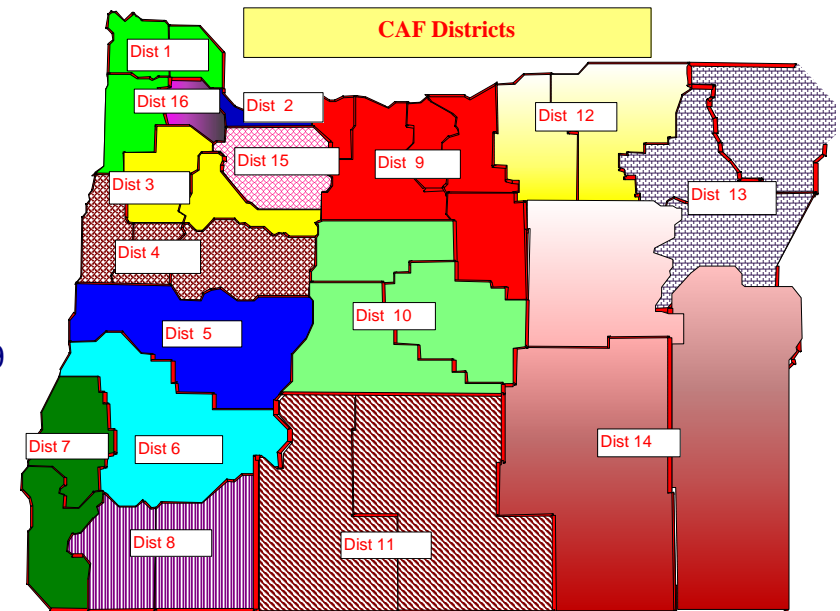 CAF Districts
Dist 1
Dist 16
Dist 2
Dist 12
Dist 15
Dist 9
Dist 3
Dist 13
Dist 4
Dist 5
Dist 10
9
Dist 7
Dist 6
Dist 14
Dist 8
Dist 11